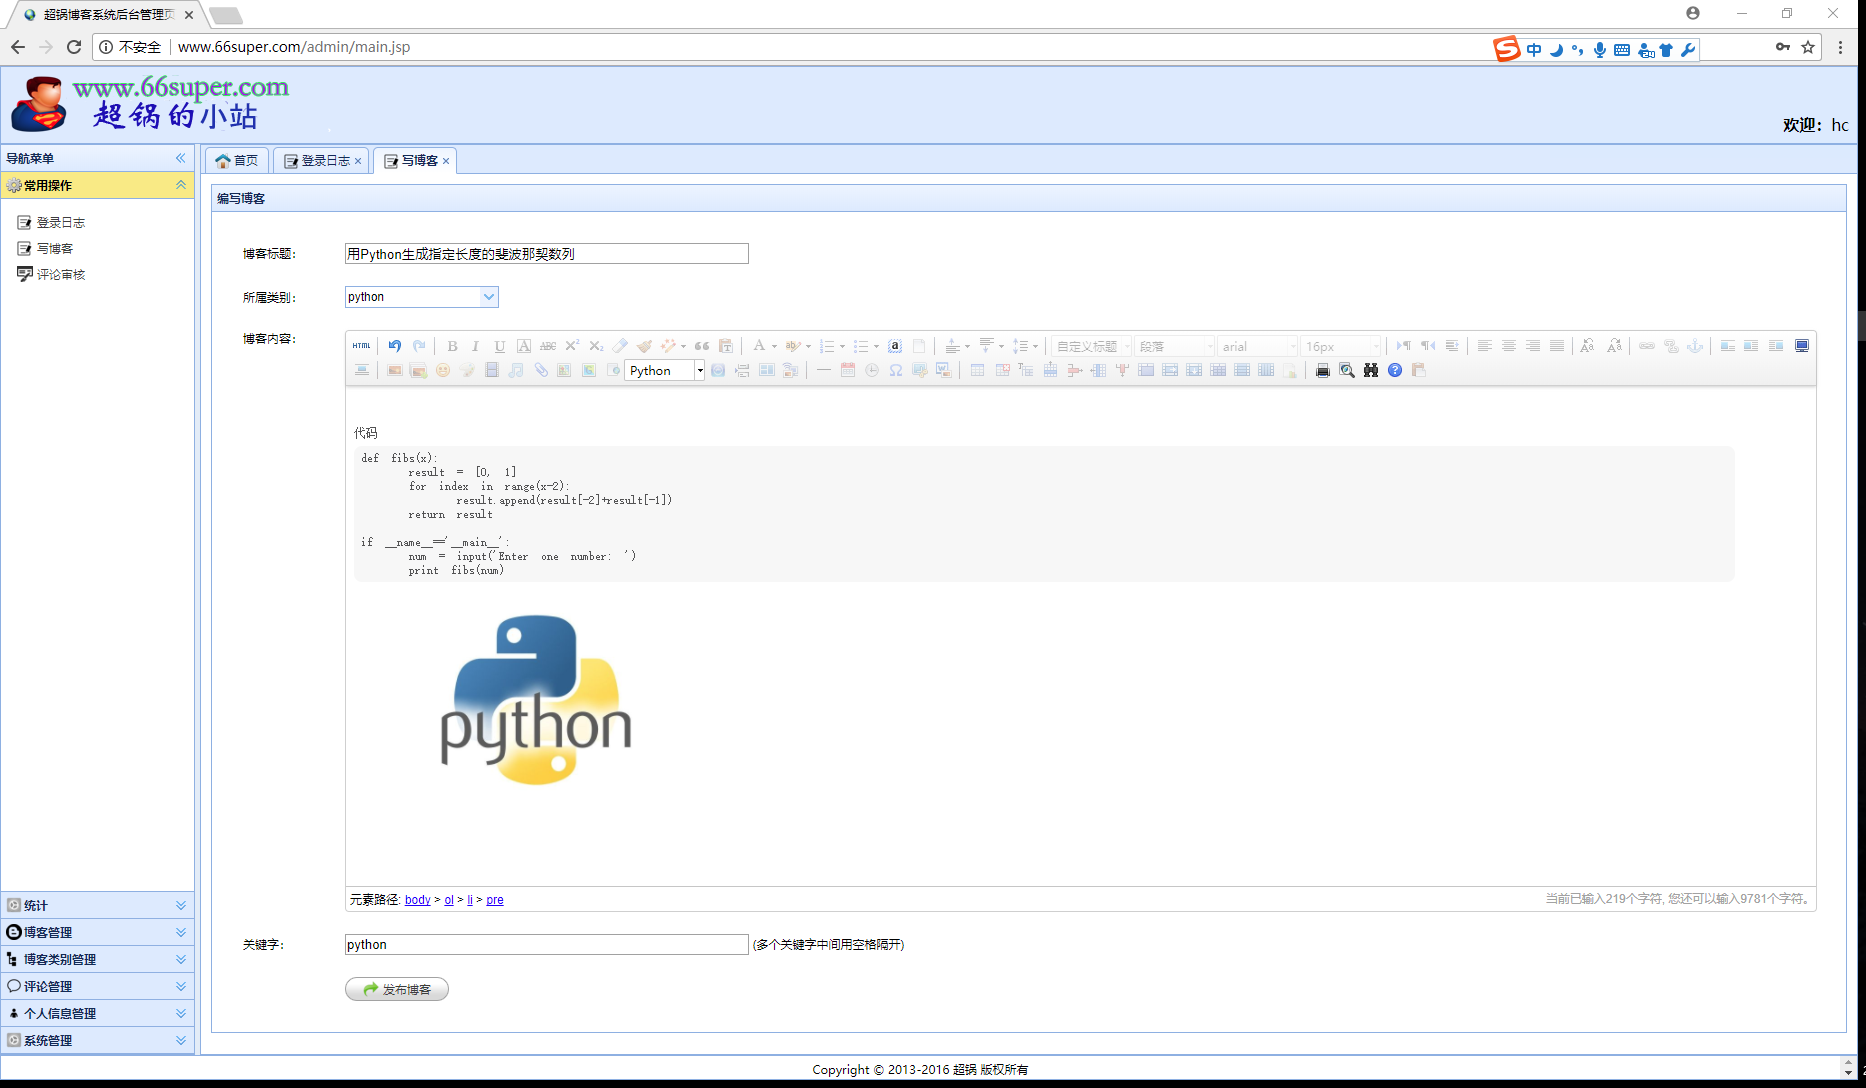 超锅博客系统后台管理页
不安全 www.66super.com/admin/main.jsp
中
www.66super.com
超锅的小站
欢迎： hc
导航菜单
首页 登录日志 写博客
常用操作
登录日志
写博客
评论审核
编写博客
博客标题： 用Python生成指定长度的斐波那契数列
所属类别： python
博客内容：
HTML B I U A ABC X² X₂ A ab a 自定义标题 段落 arial 16px
Python
代码
def fibs(x):
result = [0, 1]
for index in range(x-2):
result.append(result[-2]+result[-1])
return result
if __name__=='__main__':
num = input('Enter one number: ')
print fibs(num)
python
元素路径: body > ol > li > pre
当前已输入219个字符, 您还可以输入9781个字符。
关键字： python (多个关键字中间用空格隔开)
发布博客
统计
博客管理
博客类别管理
评论管理
个人信息管理
系统管理
Copyright © 2013-2016 超锅 版权所有